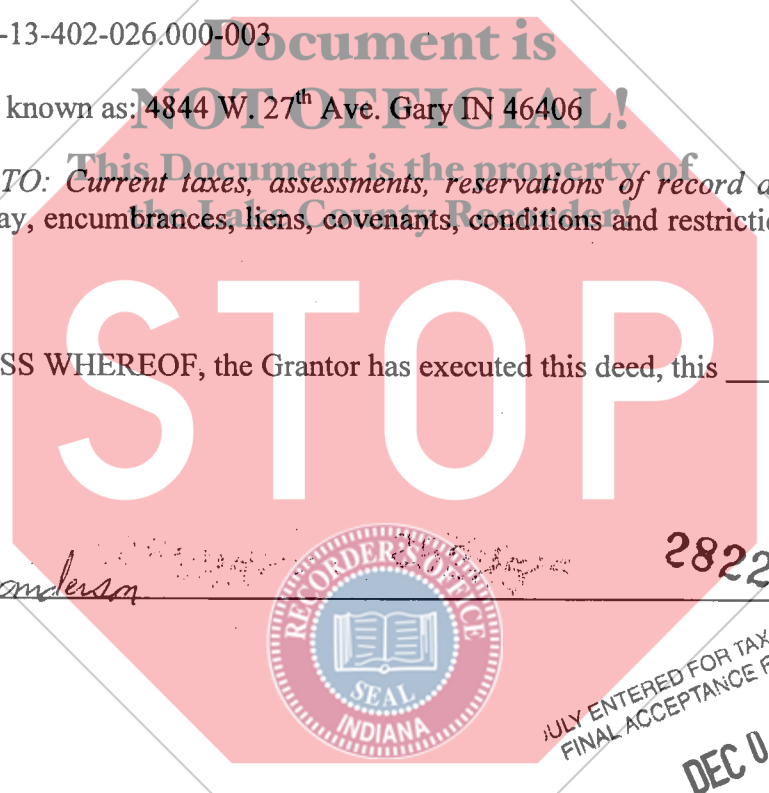 -13-402-026.000-003
Document is
known as: 4844 W. 27th Ave. Gary IN 46406
NOT OFFICIAL!
This Document is the property of
TO: Current taxes, assessments, reservations of record
the Lake County Recorder!
ay, encumbrances, liens, covenants, conditions and restrictio
STOP
SS WHEREOF, the Grantor has executed this deed, this
2822
RECORDER'S OFFICE
SEAL
INDIANA
ULY ENTERED FOR TAX
FINAL ACCEPTANCE F
DEC 0